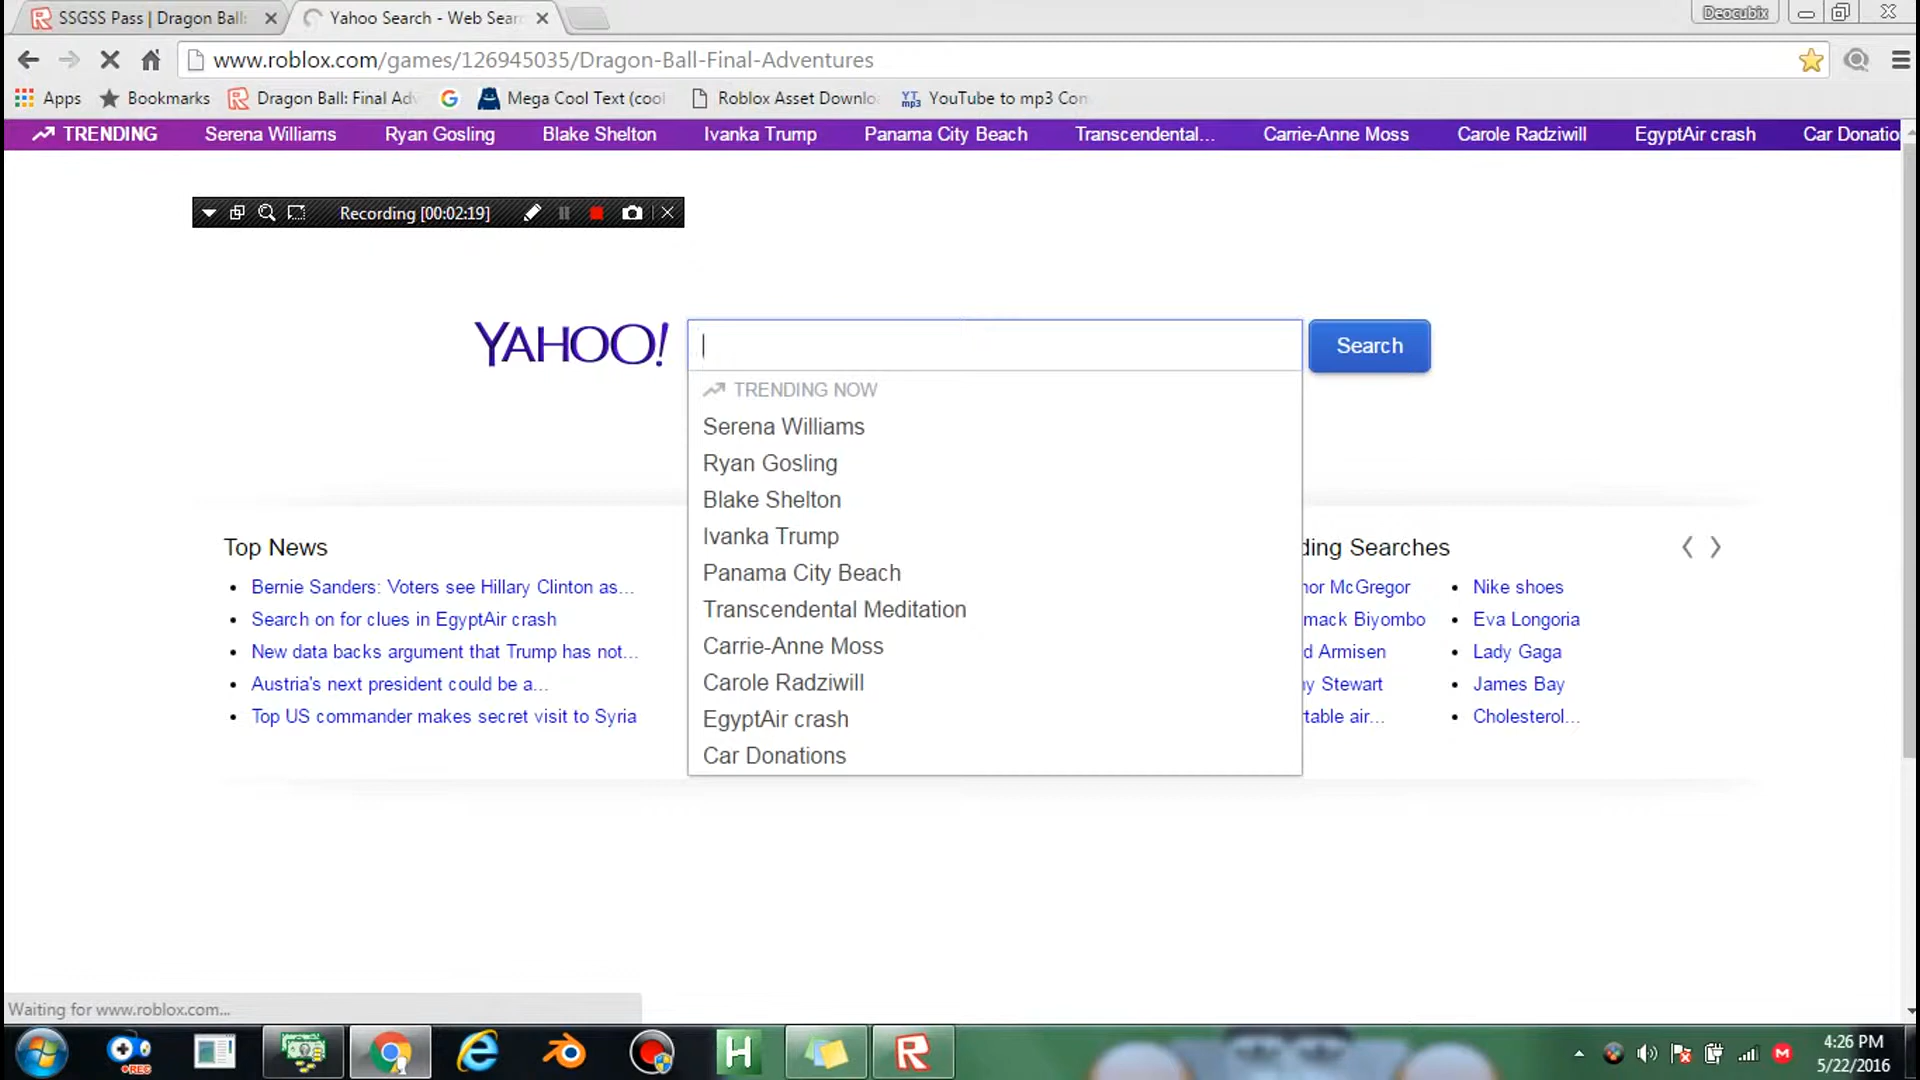 SSGSS Pass | Dragon Ball:
Yahoo Search - Web Sear
Deocubix
www.roblox.com/games/126945035/Dragon-Ball-Final-Adventures
Apps Bookmarks Dragon Ball: Final Adv Mega Cool Text (cool Roblox Asset Downlo YouTube to mp3 Con
TRENDING Serena Williams Ryan Gosling Blake Shelton Ivanka Trump Panama City Beach Transcendental... Carrie-Anne Moss Carole Radziwill EgyptAir crash Car Donatio
Recording [00:02:19]
YAHOO!
Search
TRENDING NOW
Serena Williams
Ryan Gosling
Blake Shelton
Ivanka Trump
Panama City Beach
Transcendental Meditation
Carrie-Anne Moss
Carole Radziwill
EgyptAir crash
Car Donations
Top News
Bernie Sanders: Voters see Hillary Clinton as...
Search on for clues in EgyptAir crash
New data backs argument that Trump has not...
Austria's next president could be a...
Top US commander makes secret visit to Syria
ding Searches
nor McGregor
mack Biyombo
d Armisen
ny Stewart
rtable air...
Nike shoes
Eva Longoria
Lady Gaga
James Bay
Cholesterol...
Waiting for www.roblox.com...
REC
4:26 PM
5/22/2016